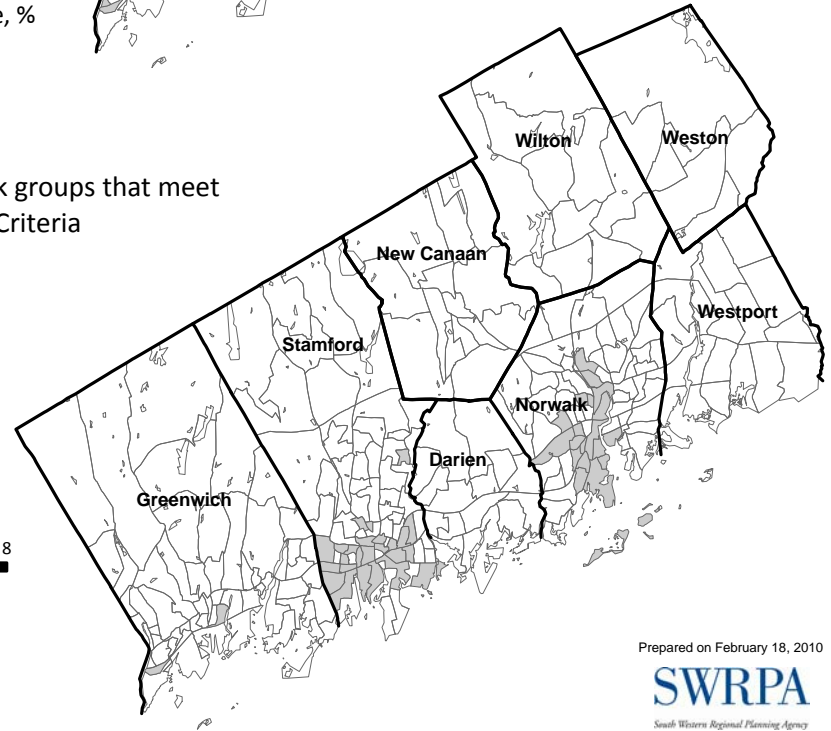 e, %
k groups that meet
Criteria
Wilton
Weston
New Canaan
Westport
Stamford
Norwalk
Darien
Greenwich
8
Prepared on February 18, 2010
SWRPA
South Western Regional Planning Agency